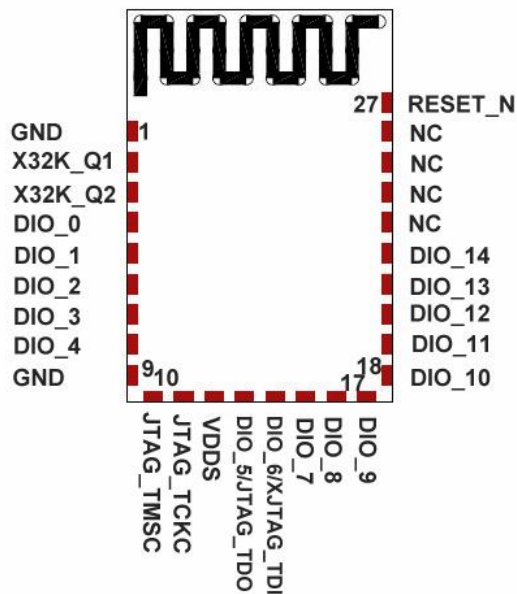 27 RESET_N
GND 1 NC
X32K_Q1 NC
X32K_Q2 NC
DIO_0 NC
DIO_1 DIO_14
DIO_2 DIO_13
DIO_3 DIO_12
DIO_4 DIO_11
GND 9 10 17 18 DIO_10
JTAG_TMSC
JTAG_TCKC
VDDS
DIO_5/JTAG_TDO
DIO_6/XJTAG_TDI
DIO_7
DIO_8
DIO_9